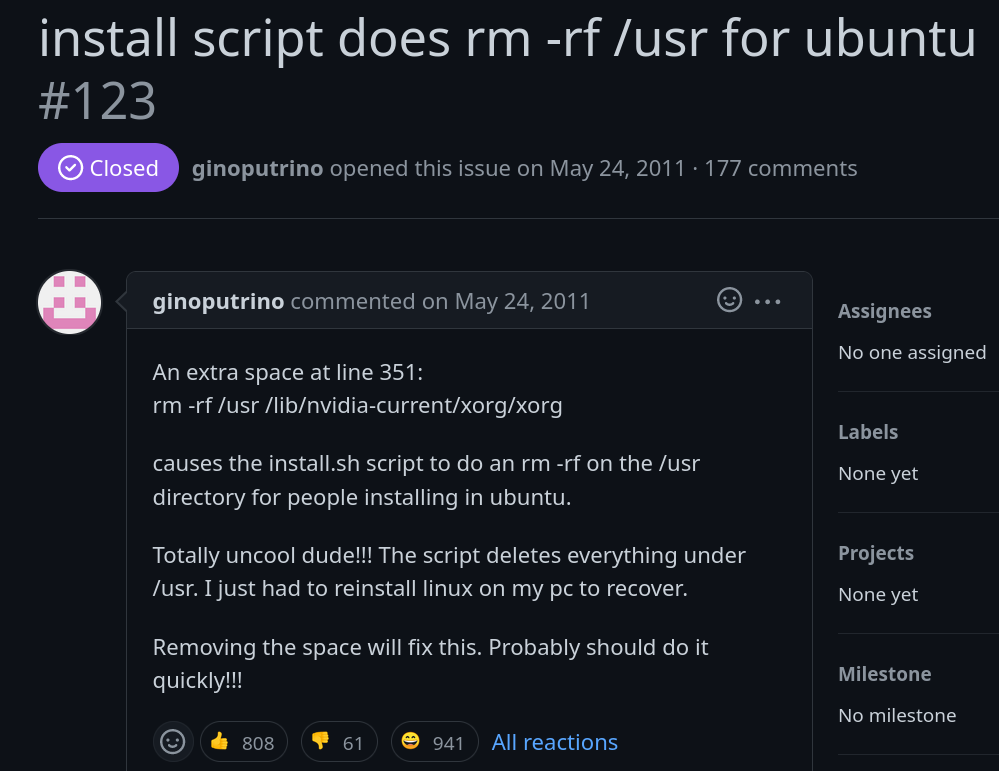 install script does rm -rf /usr for ubuntu
#123
Closed
ginoputrino opened this issue on May 24, 2011 · 177 comments
ginoputrino commented on May 24, 2011
An extra space at line 351:
rm -rf /usr /lib/nvidia-current/xorg/xorg
causes the install.sh script to do an rm -rf on the /usr
directory for people installing in ubuntu.
Totally uncool dude!!! The script deletes everything under
/usr. I just had to reinstall linux on my pc to recover.
Removing the space will fix this. Probably should do it
quickly!!!
👍 808 👎 61 😄 941 All reactions
Assignees
No one assigned
Labels
None yet
Projects
None yet
Milestone
No milestone